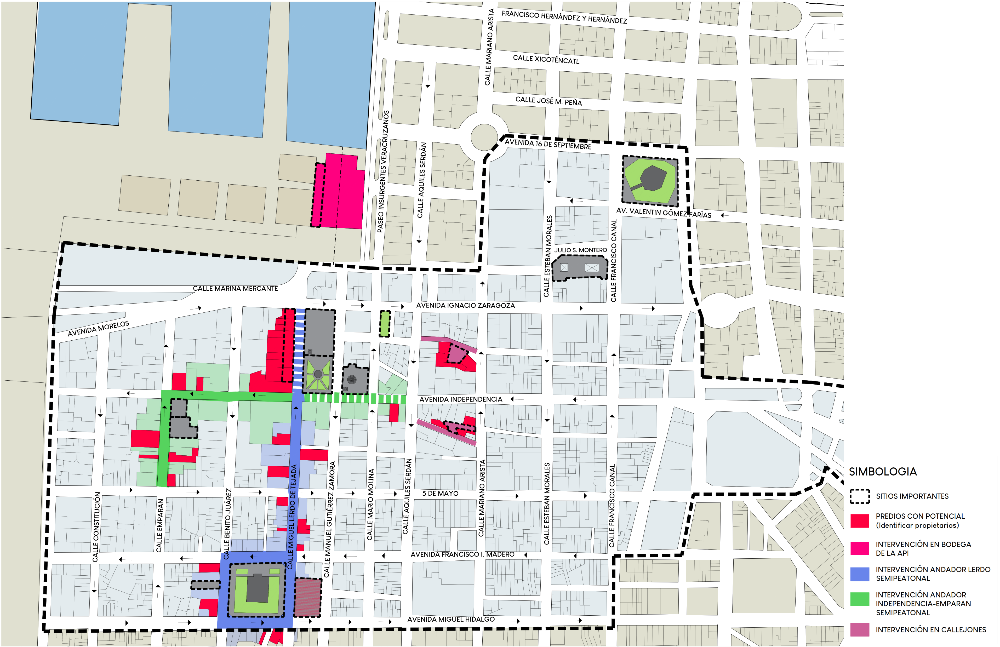 FRANCISCO HERNÁNDEZ Y HERNÁNDEZ
CALLE MARIANO ARISTA
CALLE XICOTÉNCATL
CALLE JOSÉ M. PEÑA
PASEO INSURGENTES VERACRUZANOS
CALLE AQUILES SERDÁN
AVENIDA 16 DE SEPTIEMBRE
AV. VALENTIN GÓMEZ FARÍAS
CALLE ESTEBAN MORALES
CALLE FRANCISCO CANAL
JULIO S. MONTERO
CALLE MARINA MERCANTE
AVENIDA IGNACIO ZARAGOZA
AVENIDA MORELOS
AVENIDA INDEPENDENCIA
CALLE CONSTITUCIÓN
CALLE EMPARAN
CALLE BENITO JUÁREZ
CALLE MIGUEL LERDO DE TEJADA
CALLE MANUEL GUTIÉRREZ ZAMORA
CALLE MARIO MOLINA
CALLE AQUILES SERDÁN
CALLE MARIANO ARISTA
CALLE ESTEBAN MORALES
CALLE FRANCISCO CANAL
5 DE MAYO
AVENIDA FRANCISCO I. MADERO
AVENIDA MIGUEL HIDALGO
SIMBOLOGIA
SITIOS IMPORTANTES
PREDIOS CON POTENCIAL
(Identificar propietarios)
INTERVENCIÓN EN BODEGA
DE LA API
INTERVENCIÓN ANDADOR LERDO
SEMIPEATONAL
INTERVENCIÓN ANDADOR
INDEPENDENCIA-EMPARAN
SEMIPEATONAL
INTERVENCIÓN EN CALLEJONES